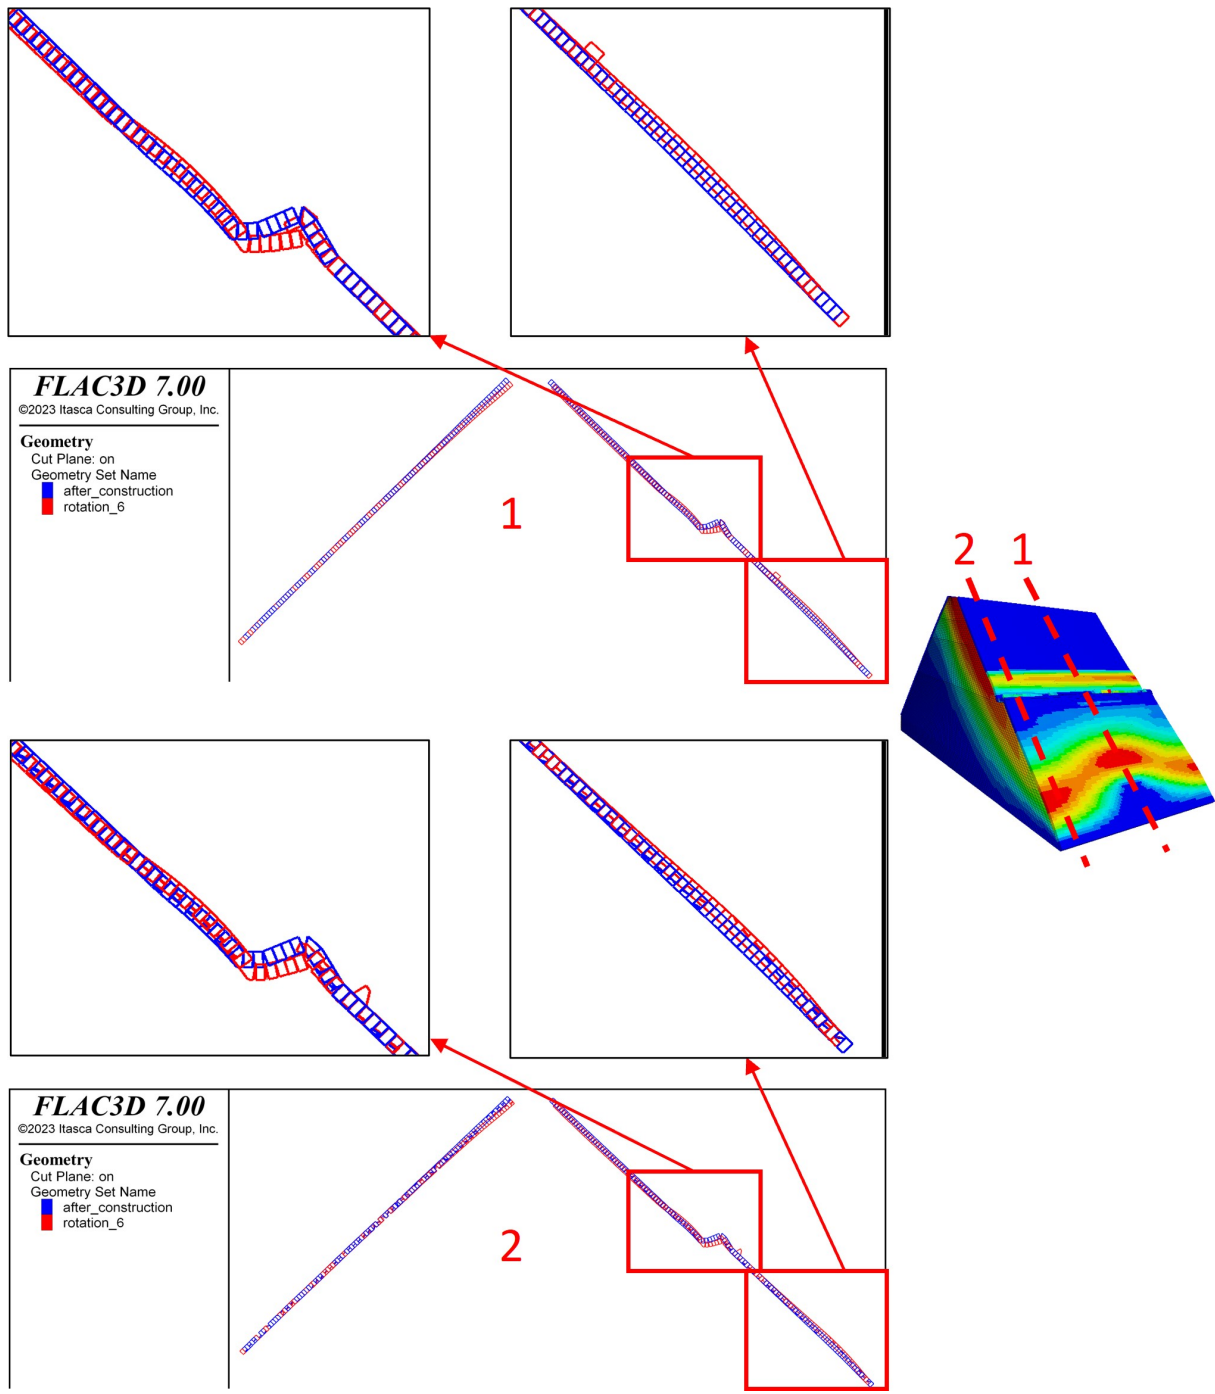 FLAC3D 7.00
©2023 Itasca Consulting Group, Inc.
Geometry
Cut Plane: on
Geometry Set Name
after_construction
rotation_6
1
2 1
FLAC3D 7.00
©2023 Itasca Consulting Group, Inc.
Geometry
Cut Plane: on
Geometry Set Name
after_construction
rotation_6
2